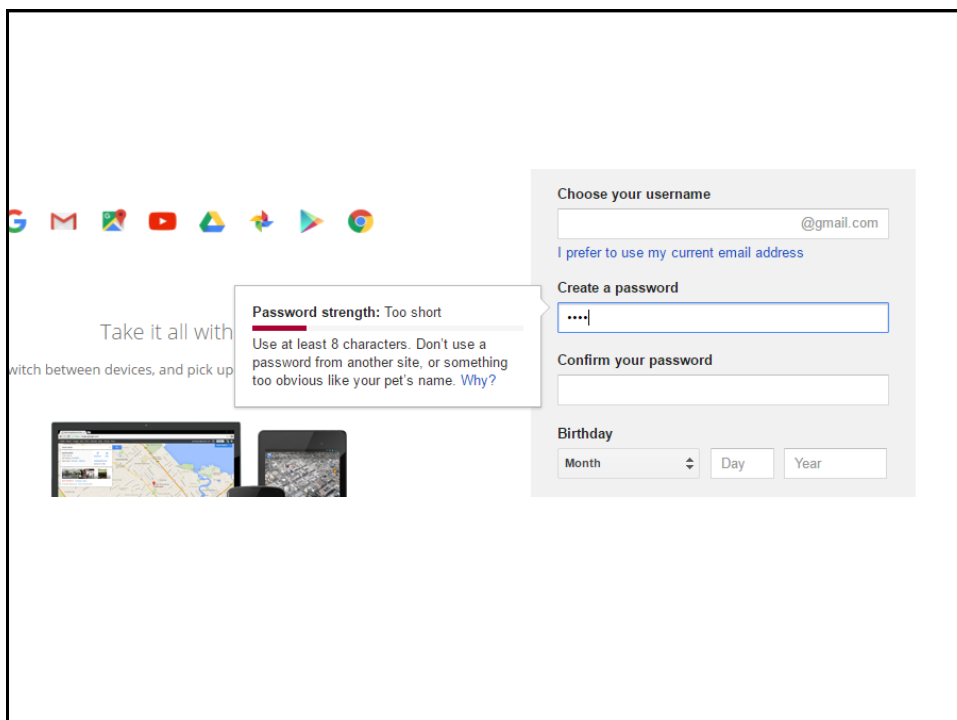 Choose your username
@gmail.com
I prefer to use my current email address
Create a password
••••
Confirm your password
Birthday
Month Day Year
Password strength: Too short
Use at least 8 characters. Don't use a
password from another site, or something
too obvious like your pet's name. Why?
Take it all with
witch between devices, and pick up